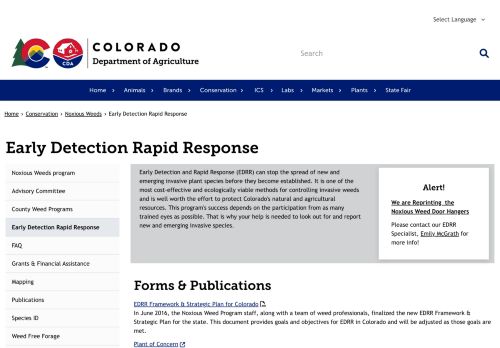 Select Language
COLORADO
Department of Agriculture
CDA
Search
Home
Animals
Brands
Conservation
ICS
Labs
Markets
Plants
State Fair
Home › Conservation › Noxious Weeds › Early Detection Rapid Response
Early Detection Rapid Response
Noxious Weeds program
Advisory Committee
County Weed Programs
Early Detection Rapid Response
FAQ
Grants & Financial Assistance
Mapping
Publications
Species ID
Weed Free Forage
Early Detection and Rapid Response (EDRR) can stop the spread of new and
emerging invasive plant species before they become established. It is one of the
most cost-effective and ecologically viable methods for controlling invasive weeds
and is well worth the effort to protect Colorado's natural and agricultural
resources. This program's success depends on the participation from as many
trained eyes as possible. That is why your help is needed to look out for and report
new and emerging invasive species.
Alert!
We are Reprinting the
Noxious Weed Door Hangers
Please contact our EDRR
Specialist, Emily McGrath for
more info!
Forms & Publications
EDRR Framework & Strategic Plan for Colorado
In June 2016, the Noxious Weed Program staff, along with a team of weed professionals, finalized the new EDRR Framework &
Strategic Plan for the state. This document provides goals and objectives for EDRR in Colorado and will be adjusted as those goals are
met.
Plant of Concern